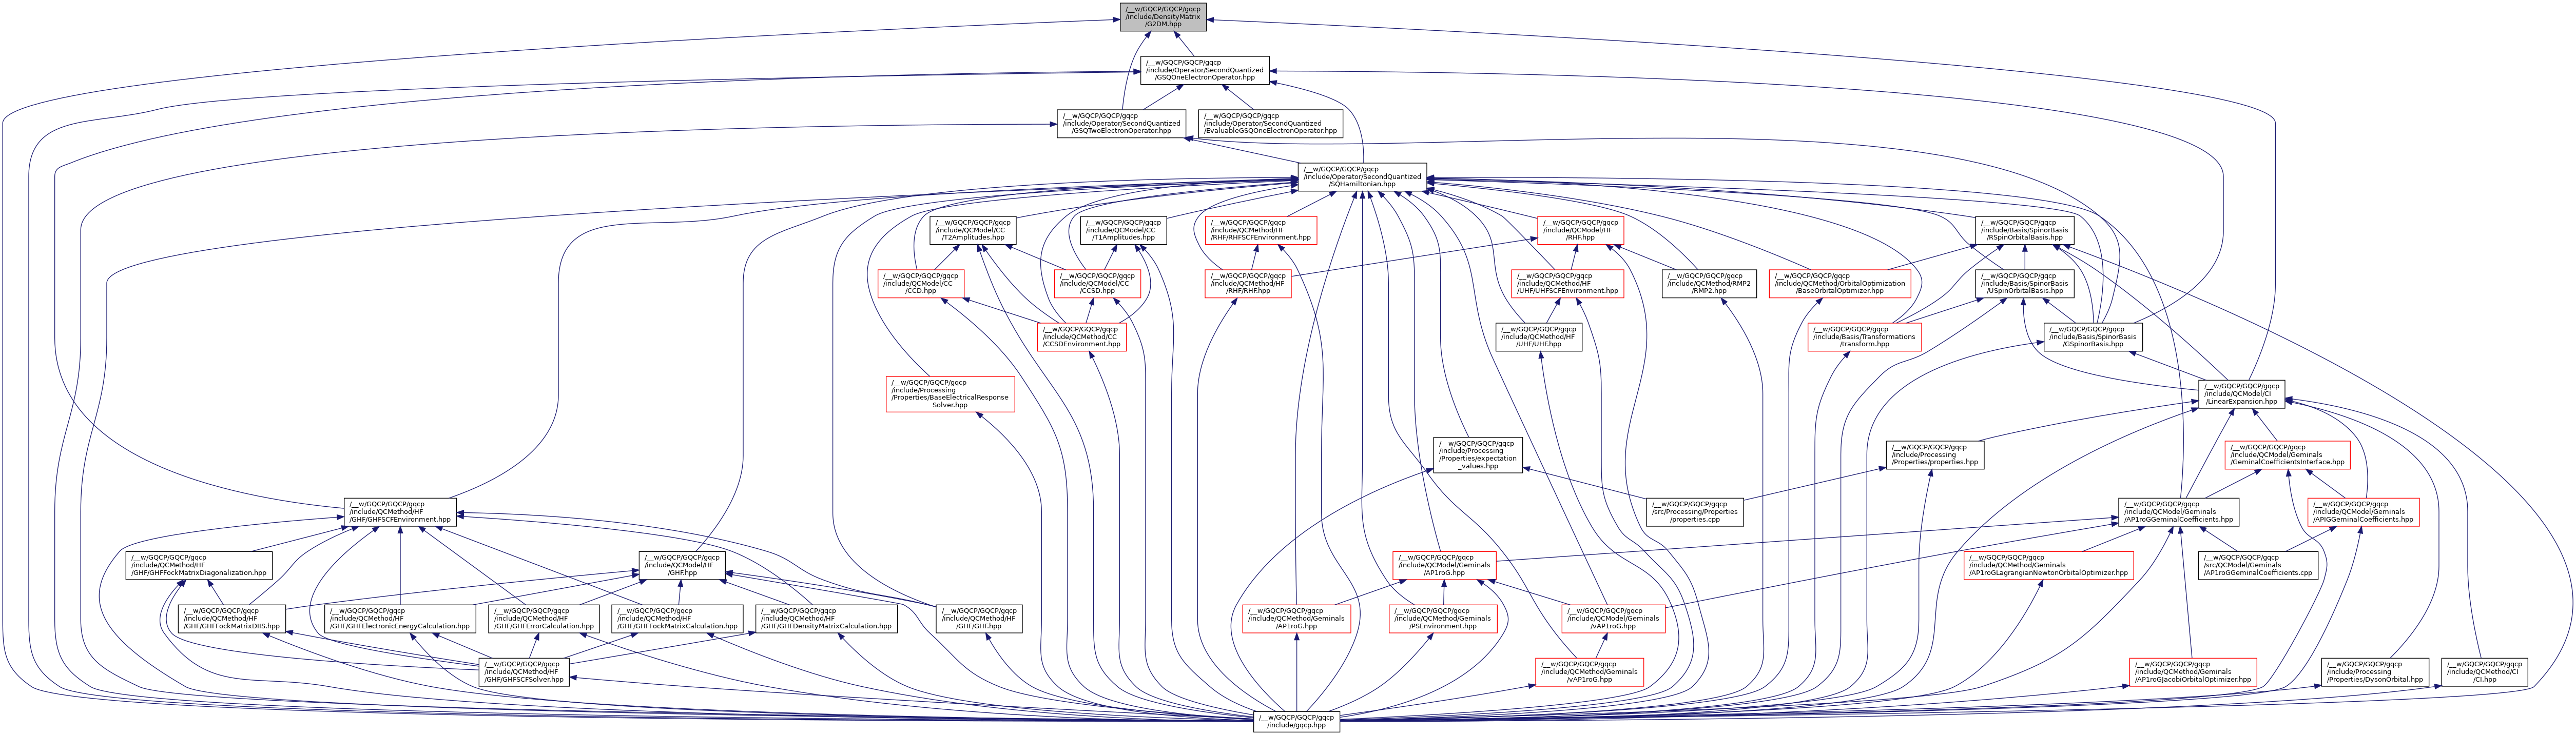 /__w/GQCP/GQCP/gqcp
/include/DensityMatrix
/G2DM.hpp
/__w/GQCP/GQCP/gqcp
/include/Operator/SecondQuantized
/GSQOneElectronOperator.hpp
/__w/GQCP/GQCP/gqcp
/include/Operator/SecondQuantized
/GSQTwoElectronOperator.hpp
/__w/GQCP/GQCP/gqcp
/include/Operator/SecondQuantized
/EvaluableGSQOneElectronOperator.hpp
/__w/GQCP/GQCP/gqcp
/include/Operator/SecondQuantized
/SQHamiltonian.hpp
/__w/GQCP/GQCP/gqcp
/include/QCModel/CC
/T2Amplitudes.hpp
/__w/GQCP/GQCP/gqcp
/include/QCModel/CC
/T1Amplitudes.hpp
/__w/GQCP/GQCP/gqcp
/include/QCMethod/HF
/RHF/RHFSCFEnvironment.hpp
/__w/GQCP/GQCP/gqcp
/include/QCModel/HF
/RHF.hpp
/__w/GQCP/GQCP/gqcp
/include/Basis/SpinorBasis
/RSpinOrbitalBasis.hpp
/__w/GQCP/GQCP/gqcp
/include/QCModel/CC
/CCD.hpp
/__w/GQCP/GQCP/gqcp
/include/QCModel/CC
/CCSD.hpp
/__w/GQCP/GQCP/gqcp
/include/QCMethod/HF
/RHF/RHF.hpp
/__w/GQCP/GQCP/gqcp
/include/QCMethod/HF
/UHF/UHFSCFEnvironment.hpp
/__w/GQCP/GQCP/gqcp
/include/QCMethod/RMP2
/RMP2.hpp
/__w/GQCP/GQCP/gqcp
/include/QCMethod/OrbitalOptimization
/BaseOrbitalOptimizer.hpp
/__w/GQCP/GQCP/gqcp
/include/Basis/SpinorBasis
/USpinOrbitalBasis.hpp
/__w/GQCP/GQCP/gqcp
/include/QCMethod/CC
/CCSDEnvironment.hpp
/__w/GQCP/GQCP/gqcp
/include/QCMethod/HF
/UHF/UHF.hpp
/__w/GQCP/GQCP/gqcp
/include/Basis/Transformations
/transform.hpp
/__w/GQCP/GQCP/gqcp
/include/Basis/SpinorBasis
/GSpinorBasis.hpp
/__w/GQCP/GQCP/gqcp
/include/Processing
/Properties/BaseElectricalResponse
Solver.hpp
/__w/GQCP/GQCP/gqcp
/include/QCModel/CI
/LinearExpansion.hpp
/__w/GQCP/GQCP/gqcp
/include/Processing
/Properties/expectation
_values.hpp
/__w/GQCP/GQCP/gqcp
/include/Processing
/Properties/properties.hpp
/__w/GQCP/GQCP/gqcp
/include/QCModel/Geminals
/GeminalCoefficientsInterface.hpp
/__w/GQCP/GQCP/gqcp
/include/QCMethod/HF
/GHF/GHFSCFEnvironment.hpp
/__w/GQCP/GQCP/gqcp
/src/Processing/Properties
/properties.cpp
/__w/GQCP/GQCP/gqcp
/include/QCModel/Geminals
/AP1roGGeminalCoefficients.hpp
/__w/GQCP/GQCP/gqcp
/include/QCModel/Geminals
/APIGGeminalCoefficients.hpp
/__w/GQCP/GQCP/gqcp
/include/QCMethod/HF
/GHF/GHFFockMatrixDiagonalization.hpp
/__w/GQCP/GQCP/gqcp
/include/QCModel/HF
/GHF.hpp
/__w/GQCP/GQCP/gqcp
/include/QCModel/Geminals
/AP1roG.hpp
/__w/GQCP/GQCP/gqcp
/include/QCMethod/Geminals
/AP1roGLagrangianNewtonOrbitalOptimizer.hpp
/__w/GQCP/GQCP/gqcp
/src/QCModel/Geminals
/AP1roGGeminalCoefficients.cpp
/__w/GQCP/GQCP/gqcp
/include/QCMethod/HF
/GHF/GHFFockMatrixDIIS.hpp
/__w/GQCP/GQCP/gqcp
/include/QCMethod/HF
/GHF/GHFElectronicEnergyCalculation.hpp
/__w/GQCP/GQCP/gqcp
/include/QCMethod/HF
/GHF/GHFErrorCalculation.hpp
/__w/GQCP/GQCP/gqcp
/include/QCMethod/HF
/GHF/GHFFockMatrixCalculation.hpp
/__w/GQCP/GQCP/gqcp
/include/QCMethod/HF
/GHF/GHFDensityMatrixCalculation.hpp
/__w/GQCP/GQCP/gqcp
/include/QCMethod/HF
/GHF/GHF.hpp
/__w/GQCP/GQCP/gqcp
/include/QCMethod/Geminals
/AP1roG.hpp
/__w/GQCP/GQCP/gqcp
/include/QCMethod/Geminals
/PSEnvironment.hpp
/__w/GQCP/GQCP/gqcp
/include/QCModel/Geminals
/vAP1roG.hpp
/__w/GQCP/GQCP/gqcp
/include/QCMethod/HF
/GHF/GHFSCFSolver.hpp
/__w/GQCP/GQCP/gqcp
/include/QCMethod/Geminals
/vAP1roG.hpp
/__w/GQCP/GQCP/gqcp
/include/QCMethod/Geminals
/AP1roGJacobiOrbitalOptimizer.hpp
/__w/GQCP/GQCP/gqcp
/include/Processing
/Properties/DysonOrbital.hpp
/__w/GQCP/GQCP/gqcp
/include/QCMethod/CI
/CI.hpp
/__w/GQCP/GQCP/gqcp
/include/gqcp.hpp